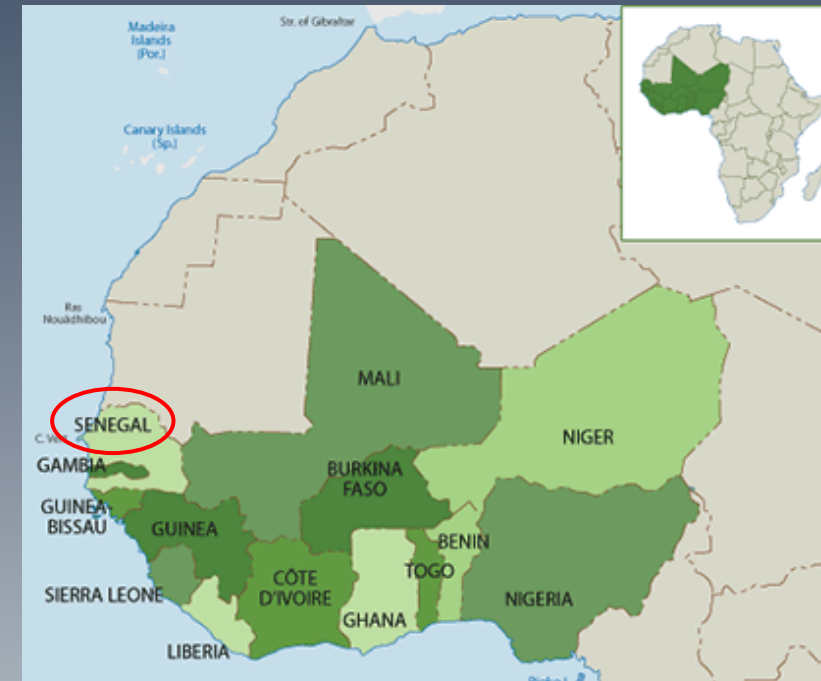 Madeira
Islands
(Por.)
Str. of Gibraltar
Canary Islands
(Sp.)
Ras
Nouâdhibou
MALI
SENEGAL
C. Vert
NIGER
GAMBIA
BURKINA
FASO
GUINEA
BISSAU
GUINEA
BENIN
TOGO
CÔTE
D'IVOIRE
SIERRA LEONE
NIGERIA
GHANA
LIBERIA